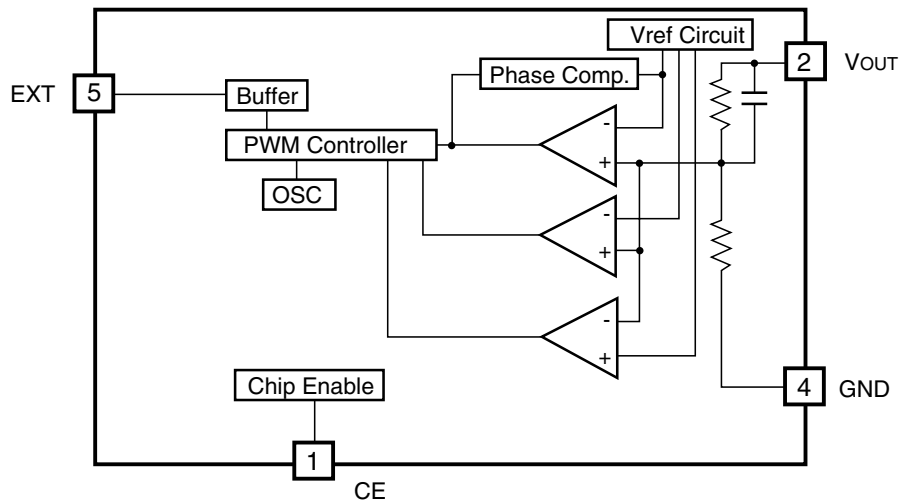 Vref Circuit
2 VOUT
Phase Comp.
EXT 5
Buffer
-
PWM Controller
+
OSC
-
+
-
+
Chip Enable
4 GND
1
CE